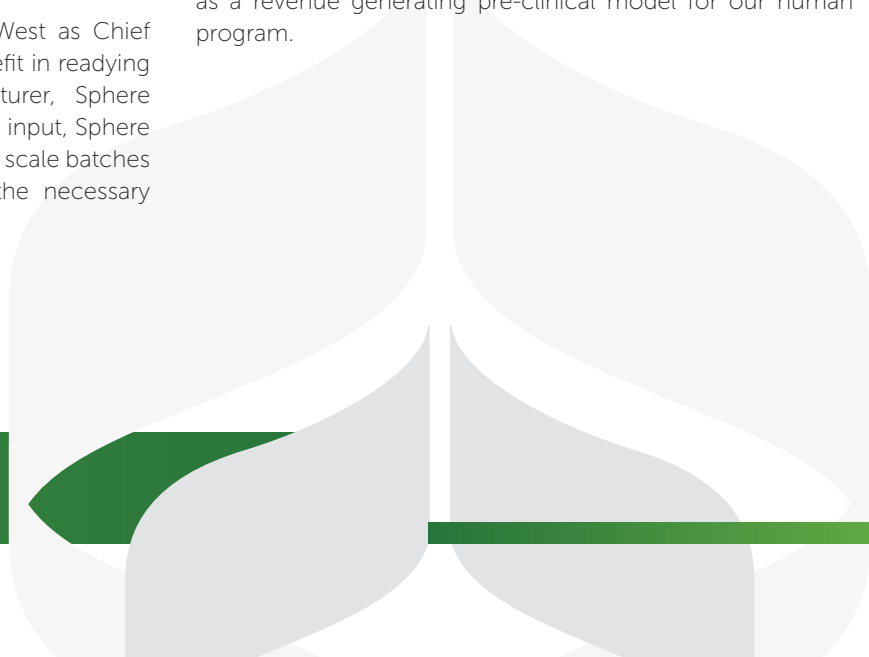 West as Chief
efit in readying
turer, Sphere
input, Sphere
scale batches
the necessary
as a revenue generating pre-clinical model for our human
program.